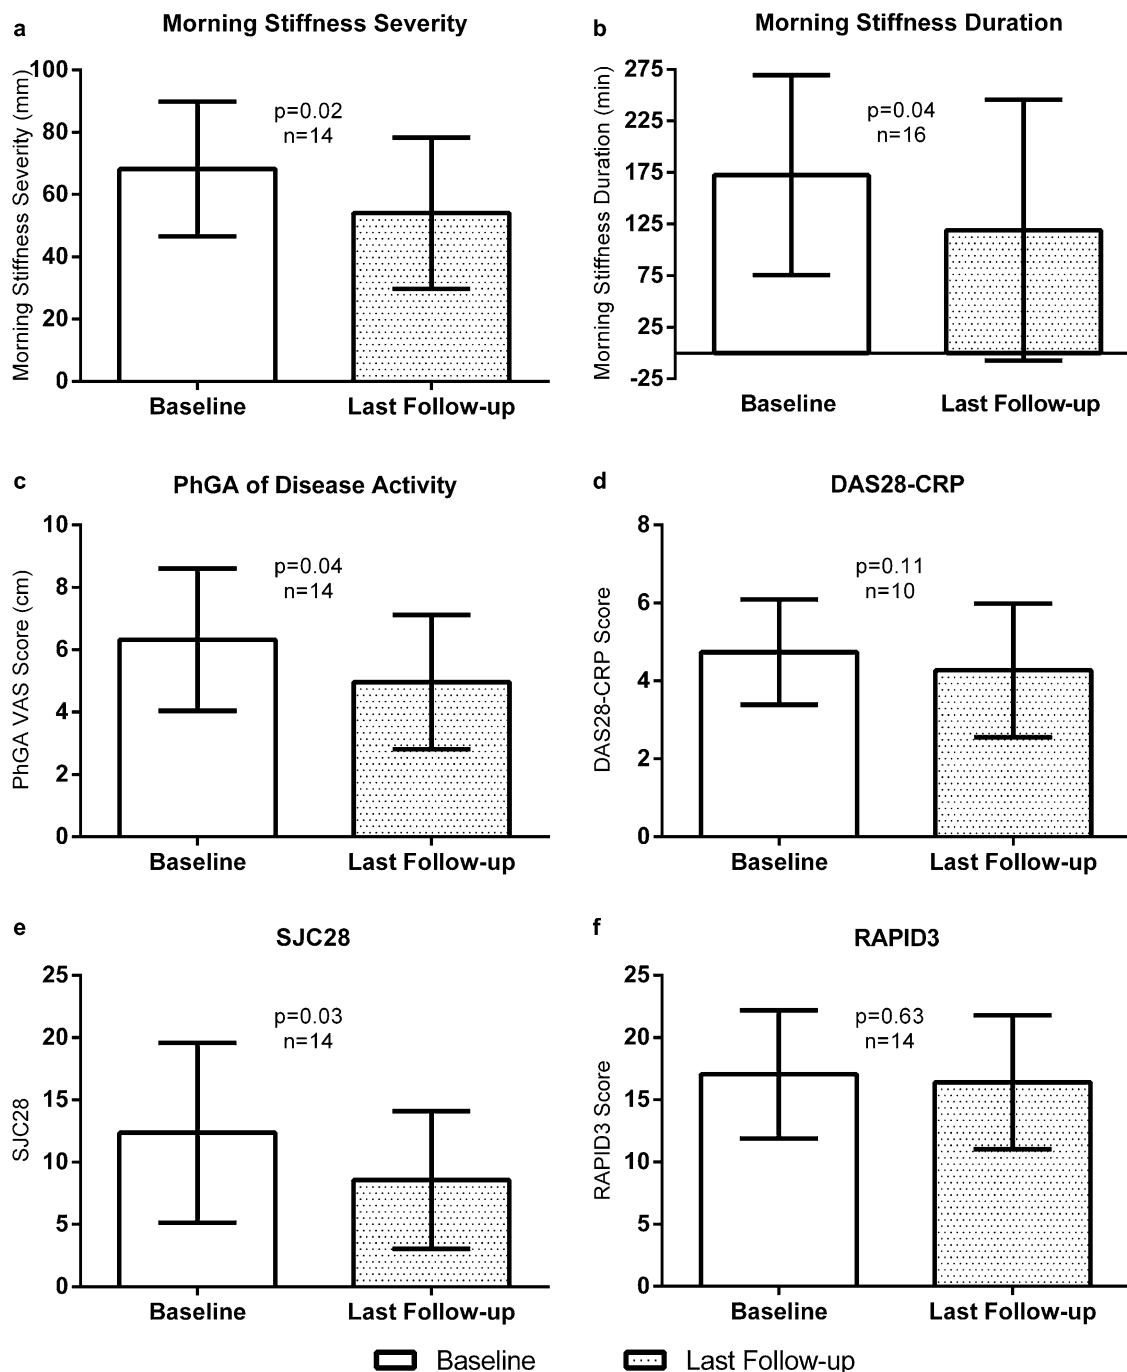 a
Morning Stiffness Severity
Morning Stiffness Severity (mm)
100
80
60
40
20
0
p=0.02
n=14
Baseline
Last Follow-up
b
Morning Stiffness Duration
Morning Stiffness Duration (min)
275
225
175
125
75
25
-25
p=0.04
n=16
Baseline
Last Follow-up
c
PhGA of Disease Activity
PhGA VAS Score (cm)
10
8
6
4
2
0
p=0.04
n=14
Baseline
Last Follow-up
d
DAS28-CRP
DAS28-CRP Score
8
6
4
2
0
p=0.11
n=10
Baseline
Last Follow-up
e
SJC28
SJC28
25
20
15
10
5
0
p=0.03
n=14
Baseline
Last Follow-up
f
RAPID3
RAPID3 Score
25
20
15
10
5
0
p=0.63
n=14
Baseline
Last Follow-up
Baseline
Last Follow-up